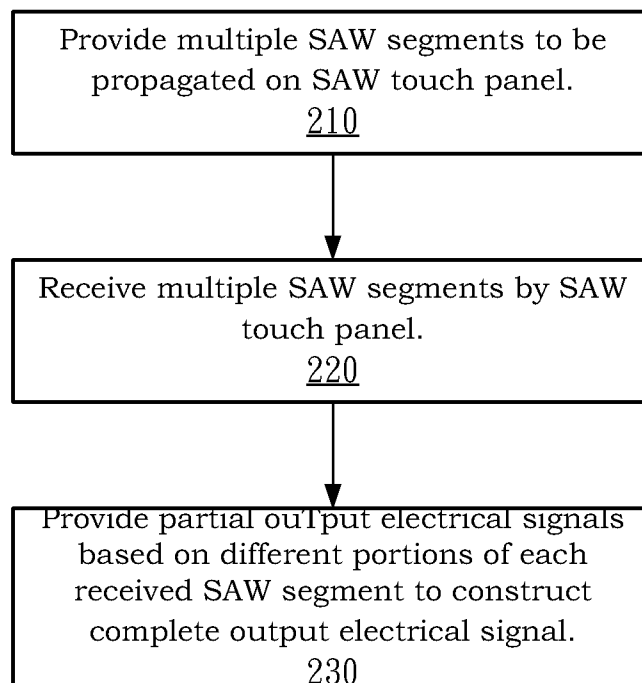 Provide multiple SAW segments to be
propagated on SAW touch panel.
210
Receive multiple SAW segments by SAW
touch panel.
220
Provide partial ouTput electrical signals
based on different portions of each
received SAW segment to construct
complete output electrical signal.
230